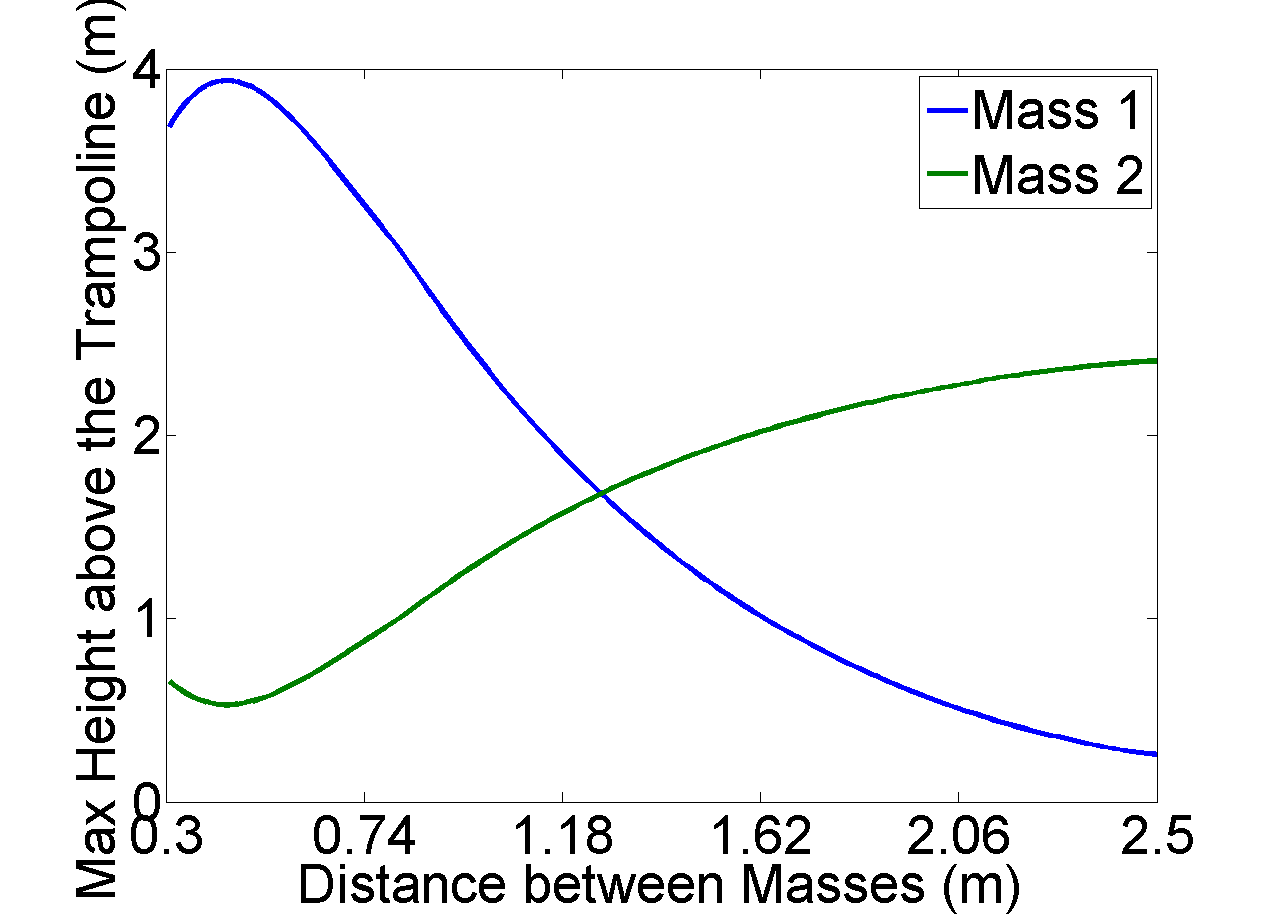 Max Height above the Trampoline (m)
4
3
2
1
0
Mass 1
Mass 2
0.3 0.74 1.18 1.62 2.06 2.5
Distance between Masses (m)